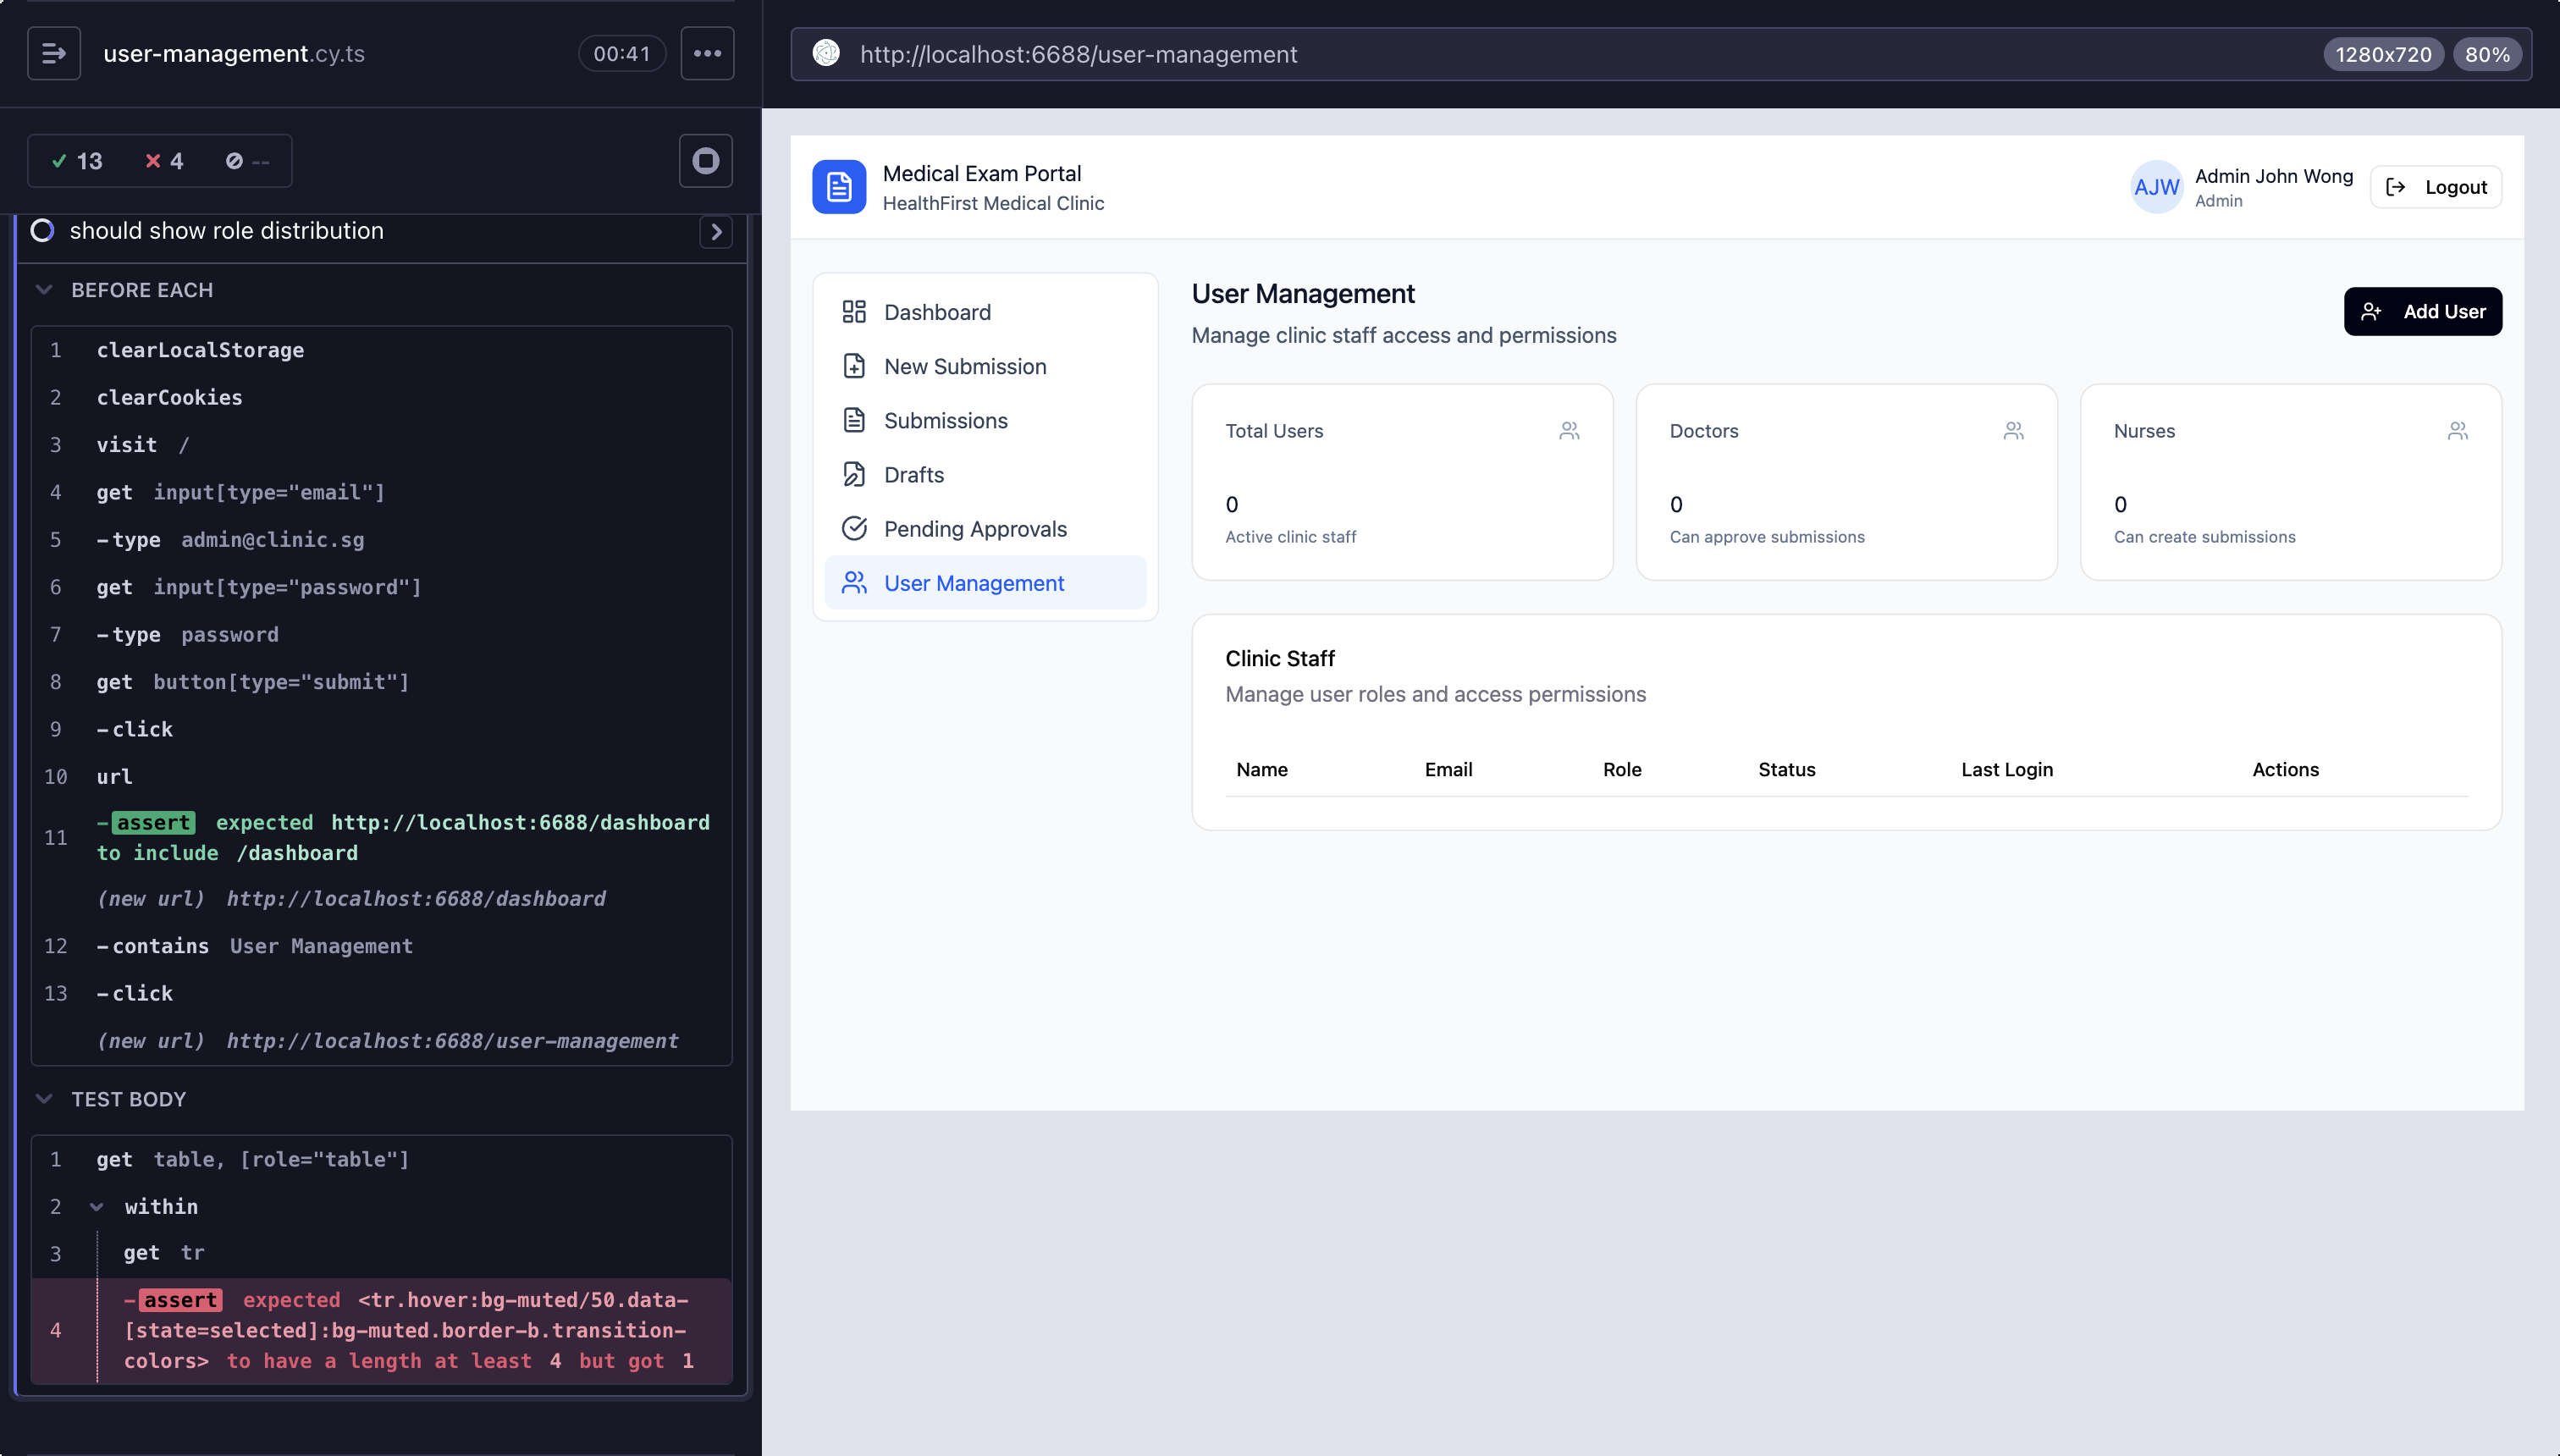 user-management.cy.ts
00:41
13
4
--
should show role distribution
BEFORE EACH
1 clearLocalStorage
2 clearCookies
3 visit /
4 get input[type="email"]
5 -type admin@clinic.sg
6 get input[type="password"]
7 -type password
8 get button[type="submit"]
9 -click
10 url
11 -assert expected http://localhost:6688/dashboard
to include /dashboard
(new url) http://localhost:6688/dashboard
12 -contains User Management
13 -click
(new url) http://localhost:6688/user-management
TEST BODY
1 get table, [role="table"]
2 within
3 get tr
4 -assert expected <tr.hover:bg-muted/50.data-
[state=selected]:bg-muted.border-b.transition-
colors> to have a length at least 4 but got 1
http://localhost:6688/user-management
1280x720
80%
Medical Exam Portal
HealthFirst Medical Clinic
AJW
Admin John Wong
Admin
Logout
Dashboard
New Submission
Submissions
Drafts
Pending Approvals
User Management
User Management
Manage clinic staff access and permissions
Add User
Total Users
0
Active clinic staff
Doctors
0
Can approve submissions
Nurses
0
Can create submissions
Clinic Staff
Manage user roles and access permissions
Name Email Role Status Last Login Actions